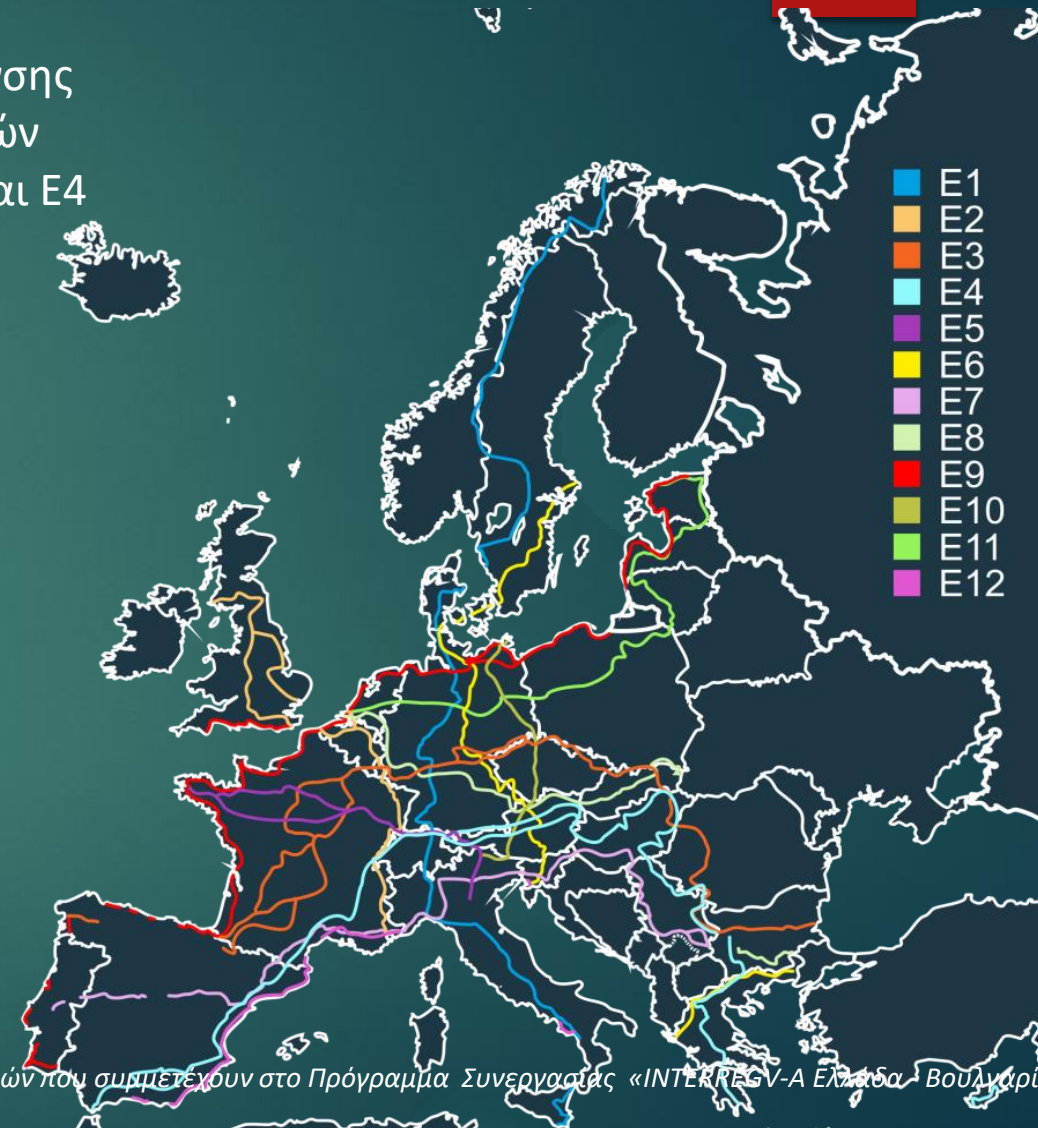 νσης
ών
αι Ε4
E1
E2
E3
E4
E5
E6
E7
E8
E9
E10
E11
E12
ών που συμμετέχουν στο Πρόγραμμα Συνεργασίας «INTERREGV-A Ελλάδα - Βουλγαρί